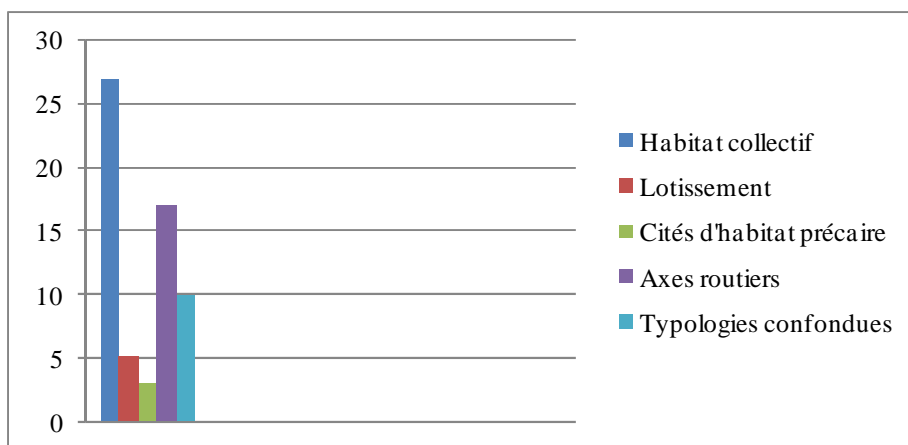 30
25
20
15
10
5
0
Habitat collectif
Lotissement
Cités d'habitat précaire
Axes routiers
Typologies confondues